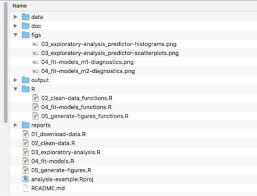 Name
data
doc
figs
03_exploratory-analysis_predictor-histograms.png
03_exploratory-analysis_predictor-scatterplots.png
04_fit-models_m1-diagnostics.png
04_fit-models_m2-diagnostics.png
output
R
02_clean-data_functions.R
04_fit-models_functions.R
05_generate-figures_functions.R
reports
01_download-data.R
02_clean-data.R
03_exploratory-analysis.R
04_fit-models.R
05_generate-figures.R
analysis-example.Rproj
README.md